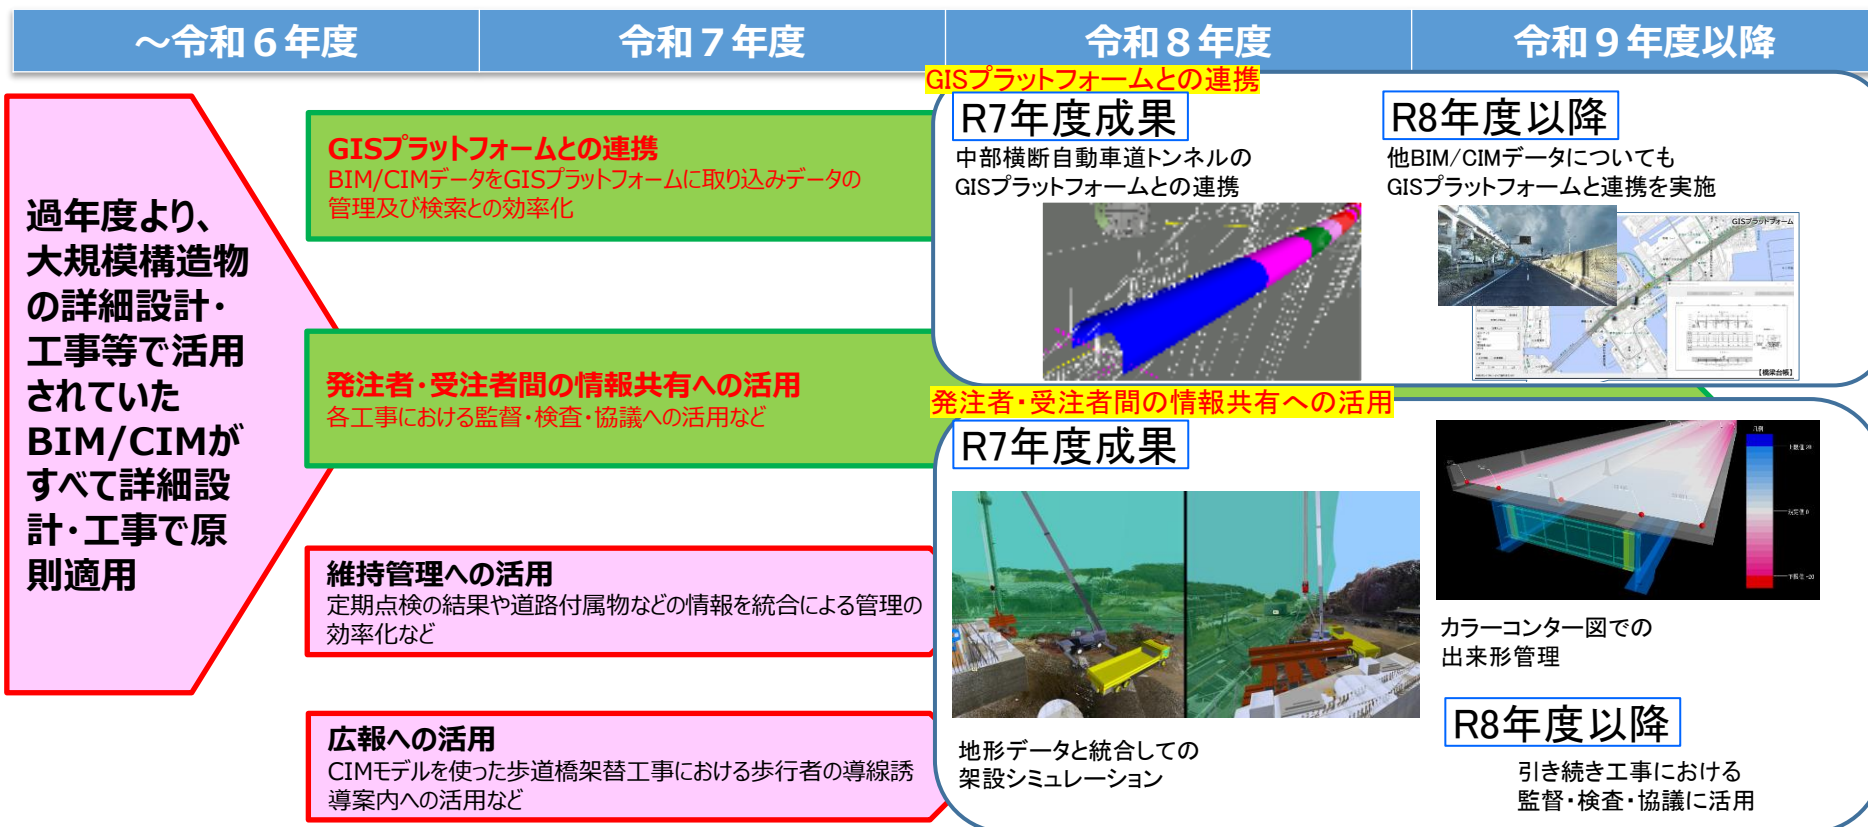 ～令和６年度
令和７年度
令和８年度
令和９年度以降
過年度より、
大規模構造物
の詳細設計・
工事等で活用
されていた
BIM/CIMが
すべて詳細設
計・工事で原
則適用
GISプラットフォームとの連携
BIM/CIMデータをGISプラットフォームに取り込みデータの
管理及び検索との効率化
発注者・受注者間の情報共有への活用
各工事における監督・検査・協議への活用など
維持管理への活用
定期点検の結果や道路付属物などの情報を統合による管理の
効率化など
広報への活用
CIMモデルを使った歩道橋架替工事における歩行者の導線誘
導案内への活用など
GISプラットフォームとの連携
R7年度成果
中部横断自動車道トンネルの
GISプラットフォームとの連携
R8年度以降
他BIM/CIMデータについても
GISプラットフォームと連携を実施
GISプラットフォーム
【橋梁台帳】
発注者・受注者間の情報共有への活用
R7年度成果
地形データと統合しての
架設シミュレーション
凡例
カラーコンター図での
出来形管理
R8年度以降
引き続き工事における
監督・検査・協議に活用